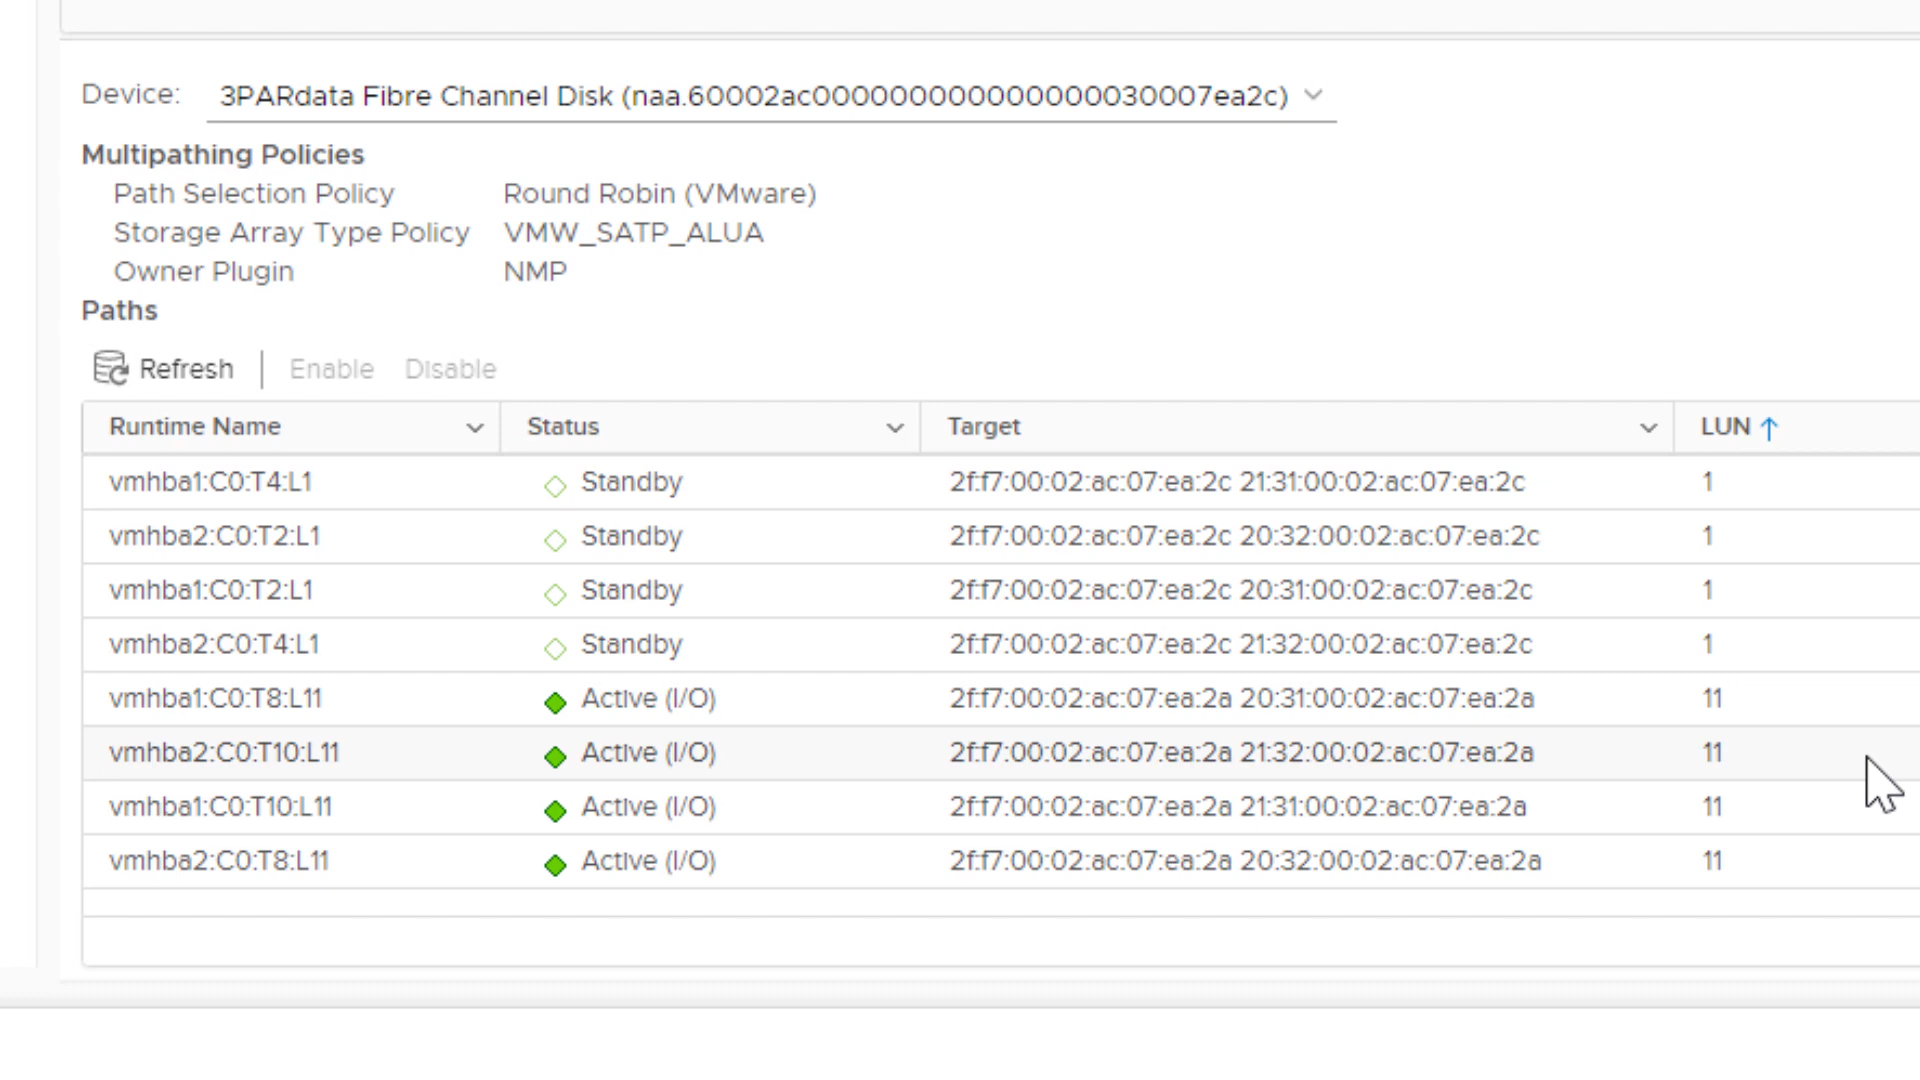 Device: 3PARdata Fibre Channel Disk (naa.60002ac0000000000000000030007ea2c)
Multipathing Policies
Path Selection Policy Round Robin (VMware)
Storage Array Type Policy VMW_SATP_ALUA
Owner Plugin NMP
Paths
Refresh Enable Disable
Runtime Name Status Target LUN
vmhba1:C0:T4:L1 Standby 2f:f7:00:02:ac:07:ea:2c 21:31:00:02:ac:07:ea:2c 1
vmhba2:C0:T2:L1 Standby 2f:f7:00:02:ac:07:ea:2c 20:32:00:02:ac:07:ea:2c 1
vmhba1:C0:T2:L1 Standby 2f:f7:00:02:ac:07:ea:2c 20:31:00:02:ac:07:ea:2c 1
vmhba2:C0:T4:L1 Standby 2f:f7:00:02:ac:07:ea:2c 21:32:00:02:ac:07:ea:2c 1
vmhba1:C0:T8:L11 Active (I/O) 2f:f7:00:02:ac:07:ea:2a 20:31:00:02:ac:07:ea:2a 11
vmhba2:C0:T10:L11 Active (I/O) 2f:f7:00:02:ac:07:ea:2a 21:32:00:02:ac:07:ea:2a 11
vmhba1:C0:T10:L11 Active (I/O) 2f:f7:00:02:ac:07:ea:2a 21:31:00:02:ac:07:ea:2a 11
vmhba2:C0:T8:L11 Active (I/O) 2f:f7:00:02:ac:07:ea:2a 20:32:00:02:ac:07:ea:2a 11